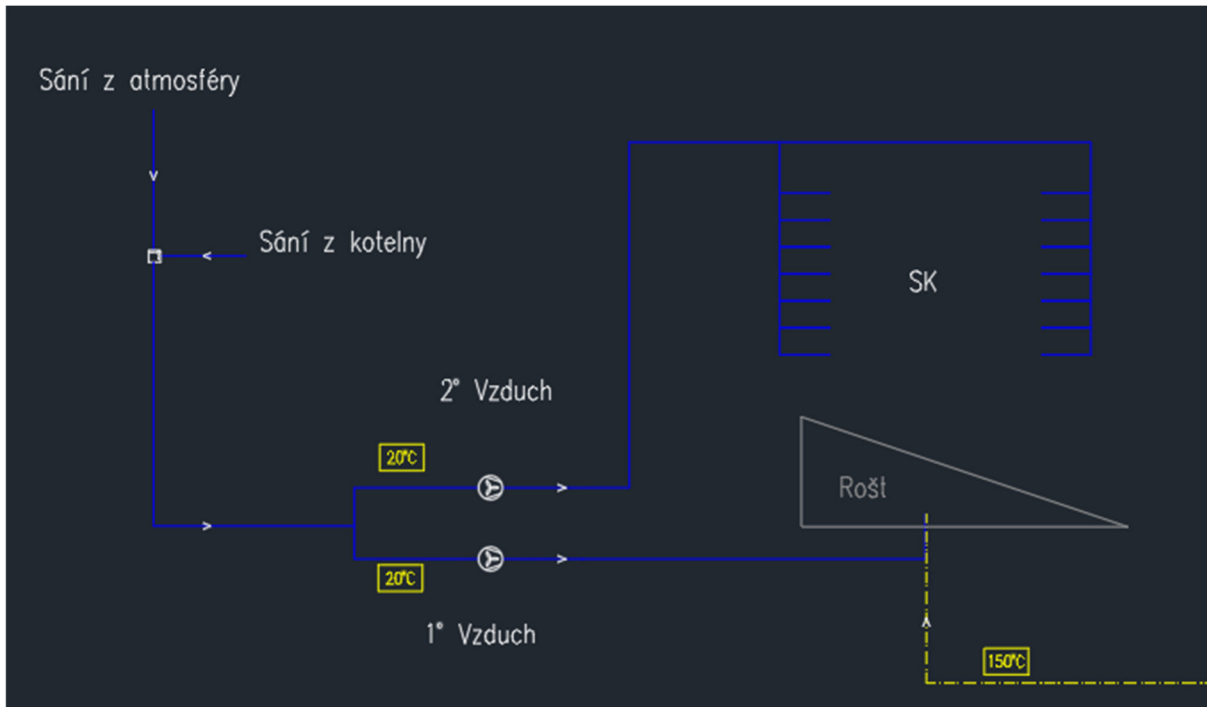 Sání z atmosféry
Sání z kotelny
SK
2° Vzduch
20°C
Rošt
20°C
1° Vzduch
150°C